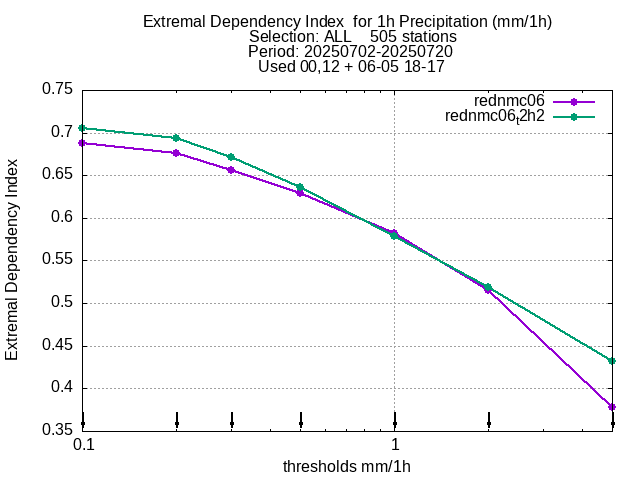 Extremal Dependency Index  for 1h Precipitation (mm/1h)
Selection: ALL    505 stations
Period: 20250702-20250720
Used 00,12 + 06-05 18-17
rednmc06
rednmc06_t2h2
0.75
0.7
0.65
0.6
0.55
0.5
0.45
0.4
0.35
0.1
1
Extremal Dependency Index
thresholds mm/1h